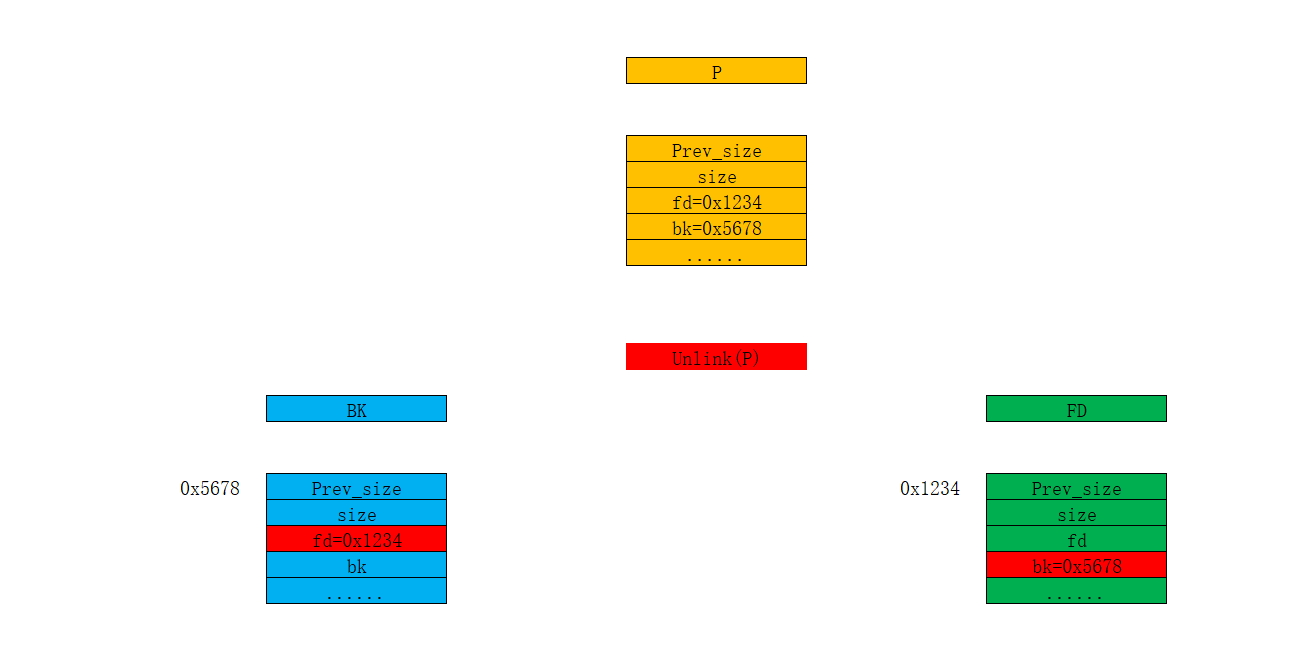 P
Prev_size
size
fd=0x1234
bk=0x5678
......
Unlink(P)
BK
0x5678
Prev_size
size
fd=0x1234
bk
......
FD
0x1234
Prev_size
size
fd
bk=0x5678
......